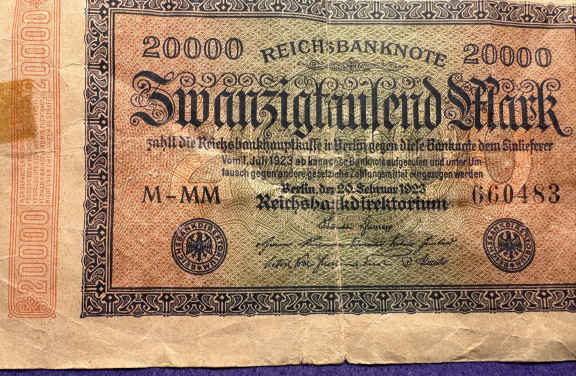 20000 REICHSBANKNOTE 20000
Zwanzigtausend Mark
zahlt die Reichsbankhauptkasse in Berlin gegen diese Banknote dem Einlieferer
Vom 1. Juli 1923 ab kann diese Banknote aufgerufen und unter Um-
tausch gegen andere gesetzliche Zahlungsmittel eingezogen werden
Berlin, den 20. Februar 1923
M-MM Reichsbankdirektorium 660483
20000
20000